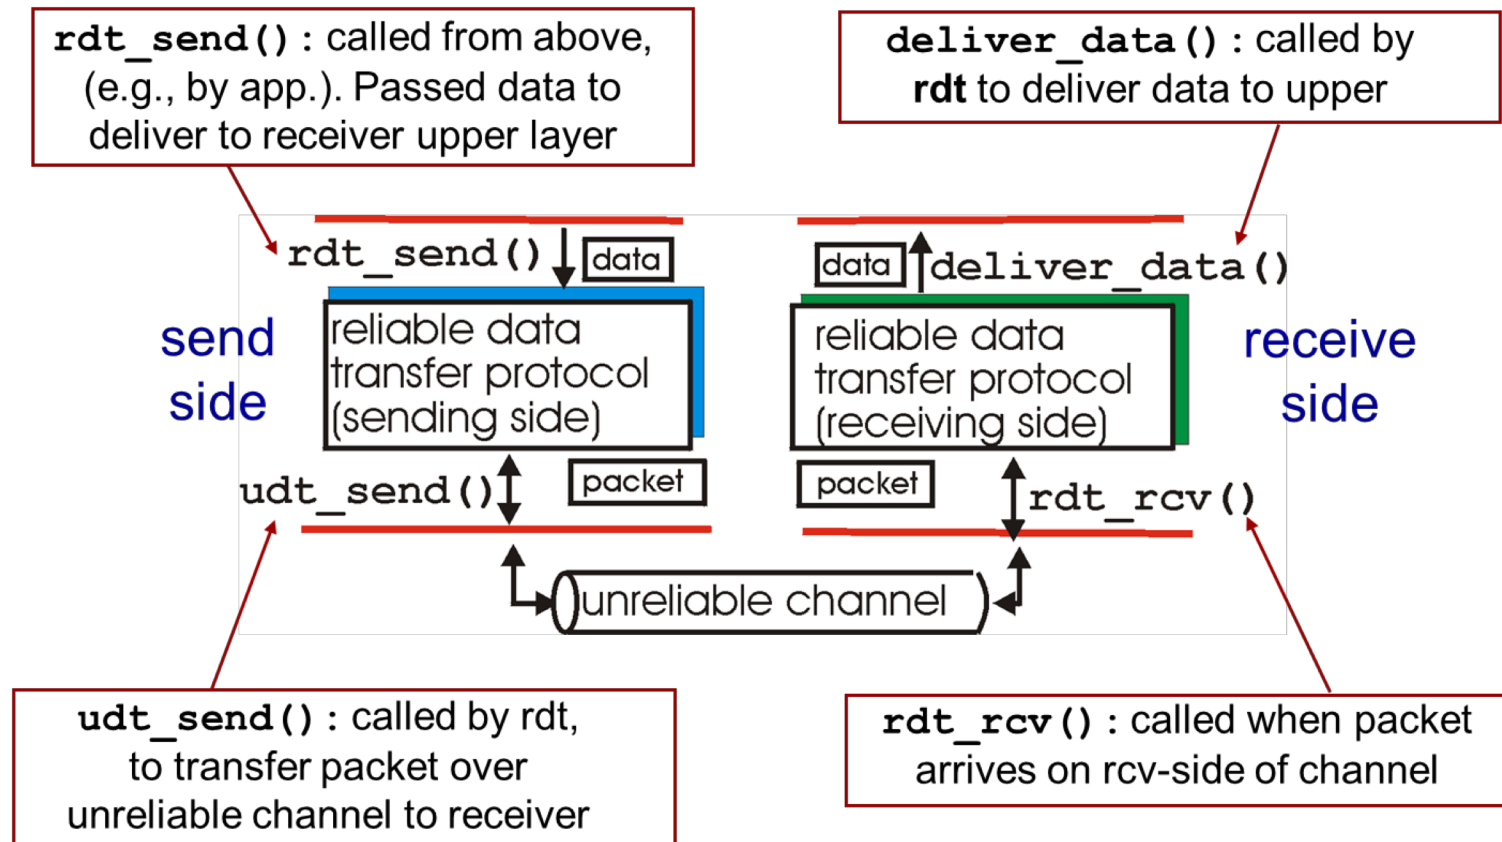 rdt_send(): called from above,
(e.g., by app.). Passed data to
deliver to receiver upper layer
deliver_data(): called by
rdt to deliver data to upper
rdt_send()
data
data
deliver_data()
send
side
reliable data
transfer protocol
(sending side)
reliable data
transfer protocol
(receiving side)
receive
side
udt_send()
packet
packet
rdt_rcv()
unreliable channel
udt_send(): called by rdt,
to transfer packet over
unreliable channel to receiver
rdt_rcv(): called when packet
arrives on rcv-side of channel